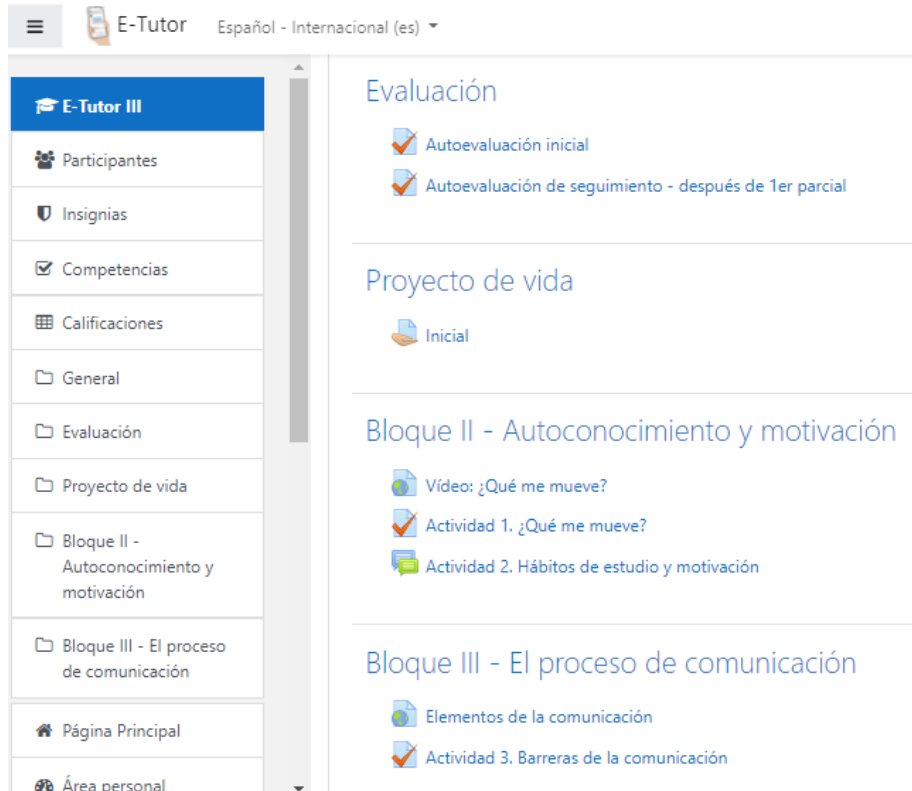 E-Tutor Español - Internacional (es)
E-Tutor III
Participantes
Insignias
Competencias
Calificaciones
General
Evaluación
Proyecto de vida
Bloque II -
Autoconocimiento y
motivación
Bloque III - El proceso
de comunicación
Página Principal
Área personal
Evaluación
Autoevaluación inicial
Autoevaluación de seguimiento - después de 1er parcial
Proyecto de vida
Inicial
Bloque II - Autoconocimiento y motivación
Vídeo: ¿Qué me mueve?
Actividad 1. ¿Qué me mueve?
Actividad 2. Hábitos de estudio y motivación
Bloque III - El proceso de comunicación
Elementos de la comunicación
Actividad 3. Barreras de la comunicación